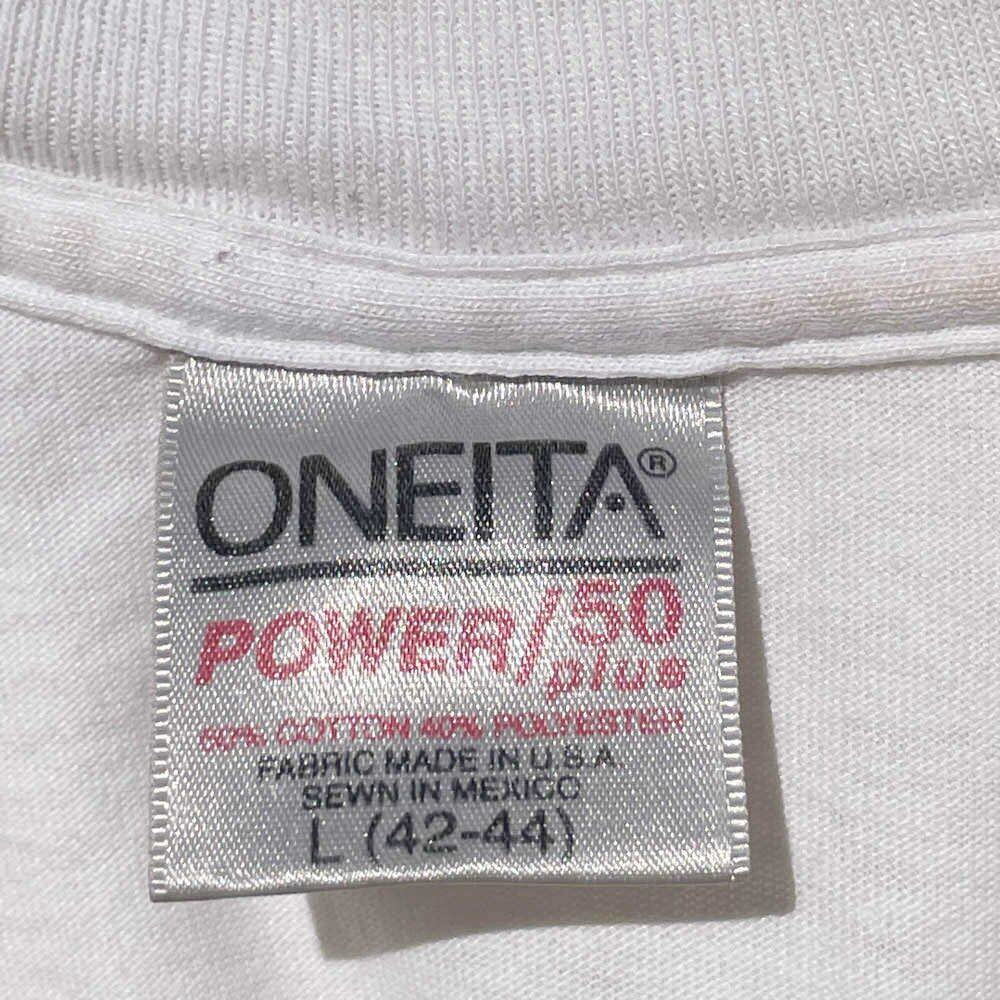 ONEITA®
POWER/50 plus
60% COTTON 40% POLYESTER
FABRIC MADE IN U.S.A.
SEWN IN MEXICO
L (42-44)